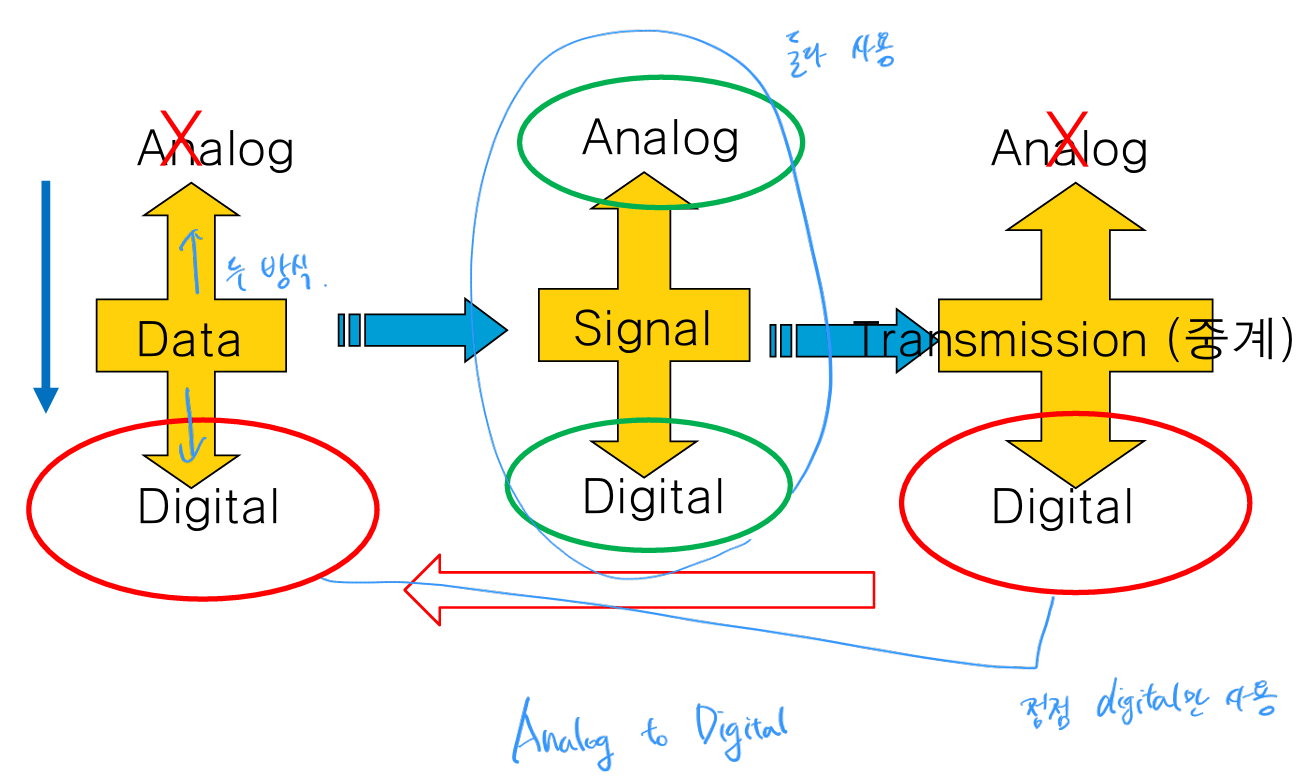 둘다 사용
Analog
X
Analog
Analog
X
두 방식.
Data
Signal
Transmission (중계)
Digital
Digital
Digital
점점 digital만 사용
Analog to Digital